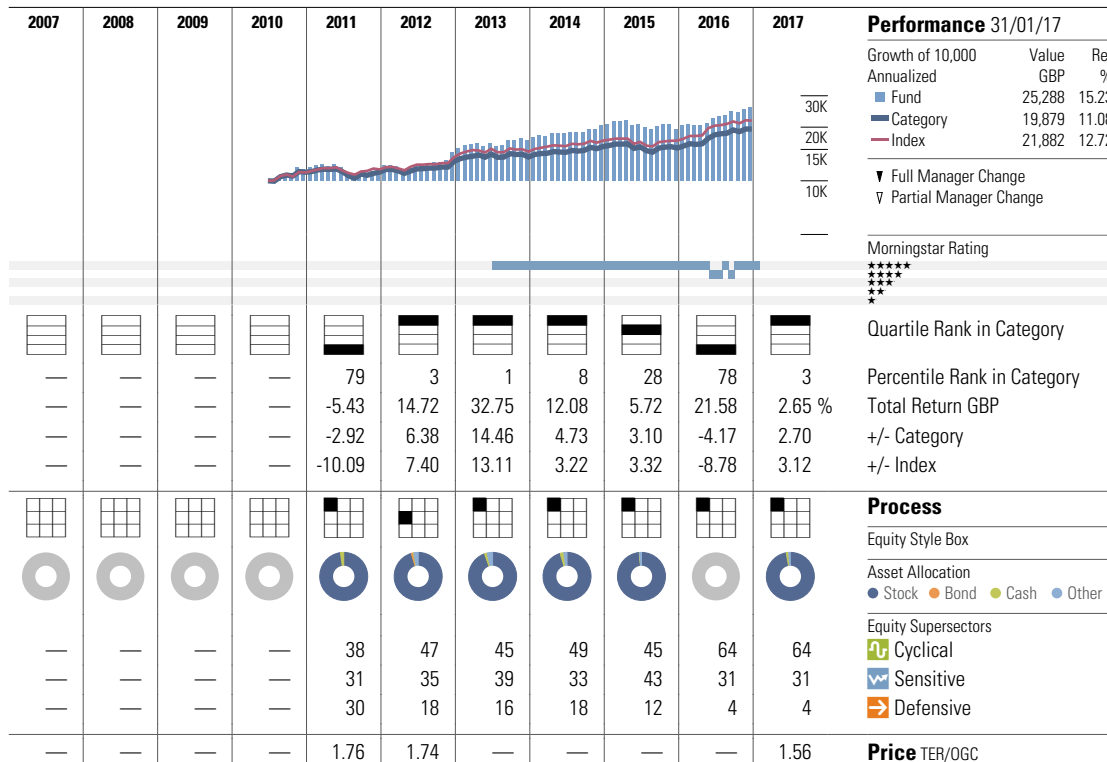 2007 2008 2009 2010 2011 2012 2013 2014 2015 2016 2017
Performance 31/01/17
Growth of 10,000 Value Re
Annualized GBP %
Fund 25,288 15.23
Category 19,879 11.08
Index 21,882 12.72
30K
20K
15K
10K
Full Manager Change
Partial Manager Change
Morningstar Rating
★★★★★
★★★★
★★★
★★
★
Quartile Rank in Category
— — — — 79 3 1 8 28 78 3 Percentile Rank in Category
— — — — -5.43 14.72 32.75 12.08 5.72 21.58 2.65 % Total Return GBP
— — — — -2.92 6.38 14.46 4.73 3.10 -4.17 2.70 +/- Category
— — — — -10.09 7.40 13.11 3.22 3.32 -8.78 3.12 +/- Index
Process
Equity Style Box
Asset Allocation
Stock Bond Cash Other
Equity Supersectors
— — — — 38 47 45 49 45 64 64 Cyclical
— — — — 31 35 39 33 43 31 31 Sensitive
— — — — 30 18 16 18 12 4 4 Defensive
— — — — 1.76 1.74 — — — — 1.56 Price TER/OGC